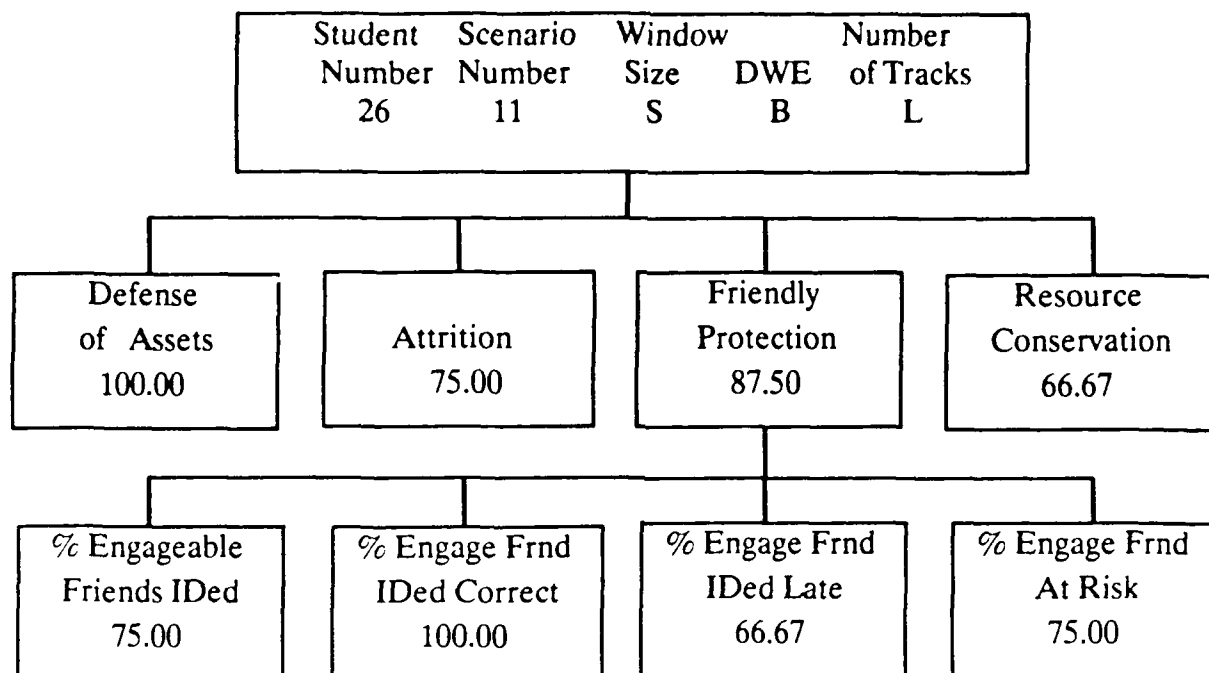 Student Scenario Window Number
Number Number Size DWE of Tracks
26 11 S B L
Defense
of Assets
100.00
Attrition
75.00
Friendly
Protection
87.50
Resource
Conservation
66.67
% Engageable
Friends IDed
75.00
% Engage Frnd
IDed Correct
100.00
% Engage Frnd
IDed Late
66.67
% Engage Frnd
At Risk
75.00